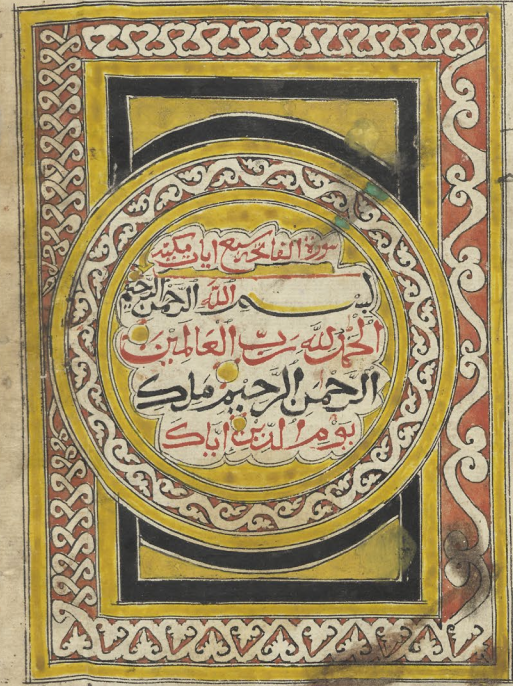 سورة الفاتحة سبع ايات مكية
بسم الله الرحمن الرحيم
الحمد لله رب العالمين
الرحمن الرحيم ملك
يوم الدين اياك